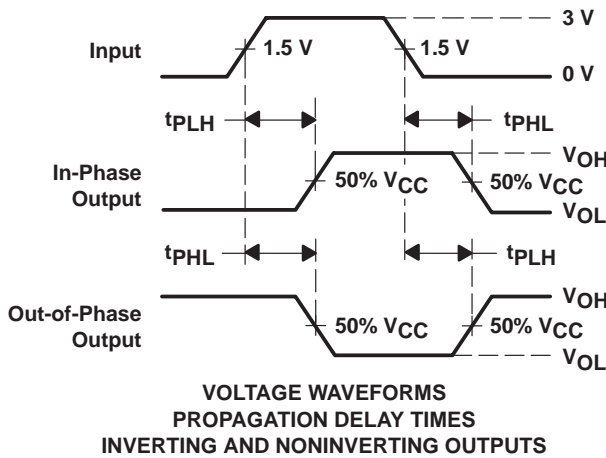 3 V
Input
1.5 V
1.5 V
0 V
tPLH
tPHL
In-Phase
Output
VOH
50% VCC
50% VCC
VOL
tPHL
tPLH
Out-of-Phase
Output
VOH
50% VCC
50% VCC
VOL
VOLTAGE WAVEFORMS
PROPAGATION DELAY TIMES
INVERTING AND NONINVERTING OUTPUTS